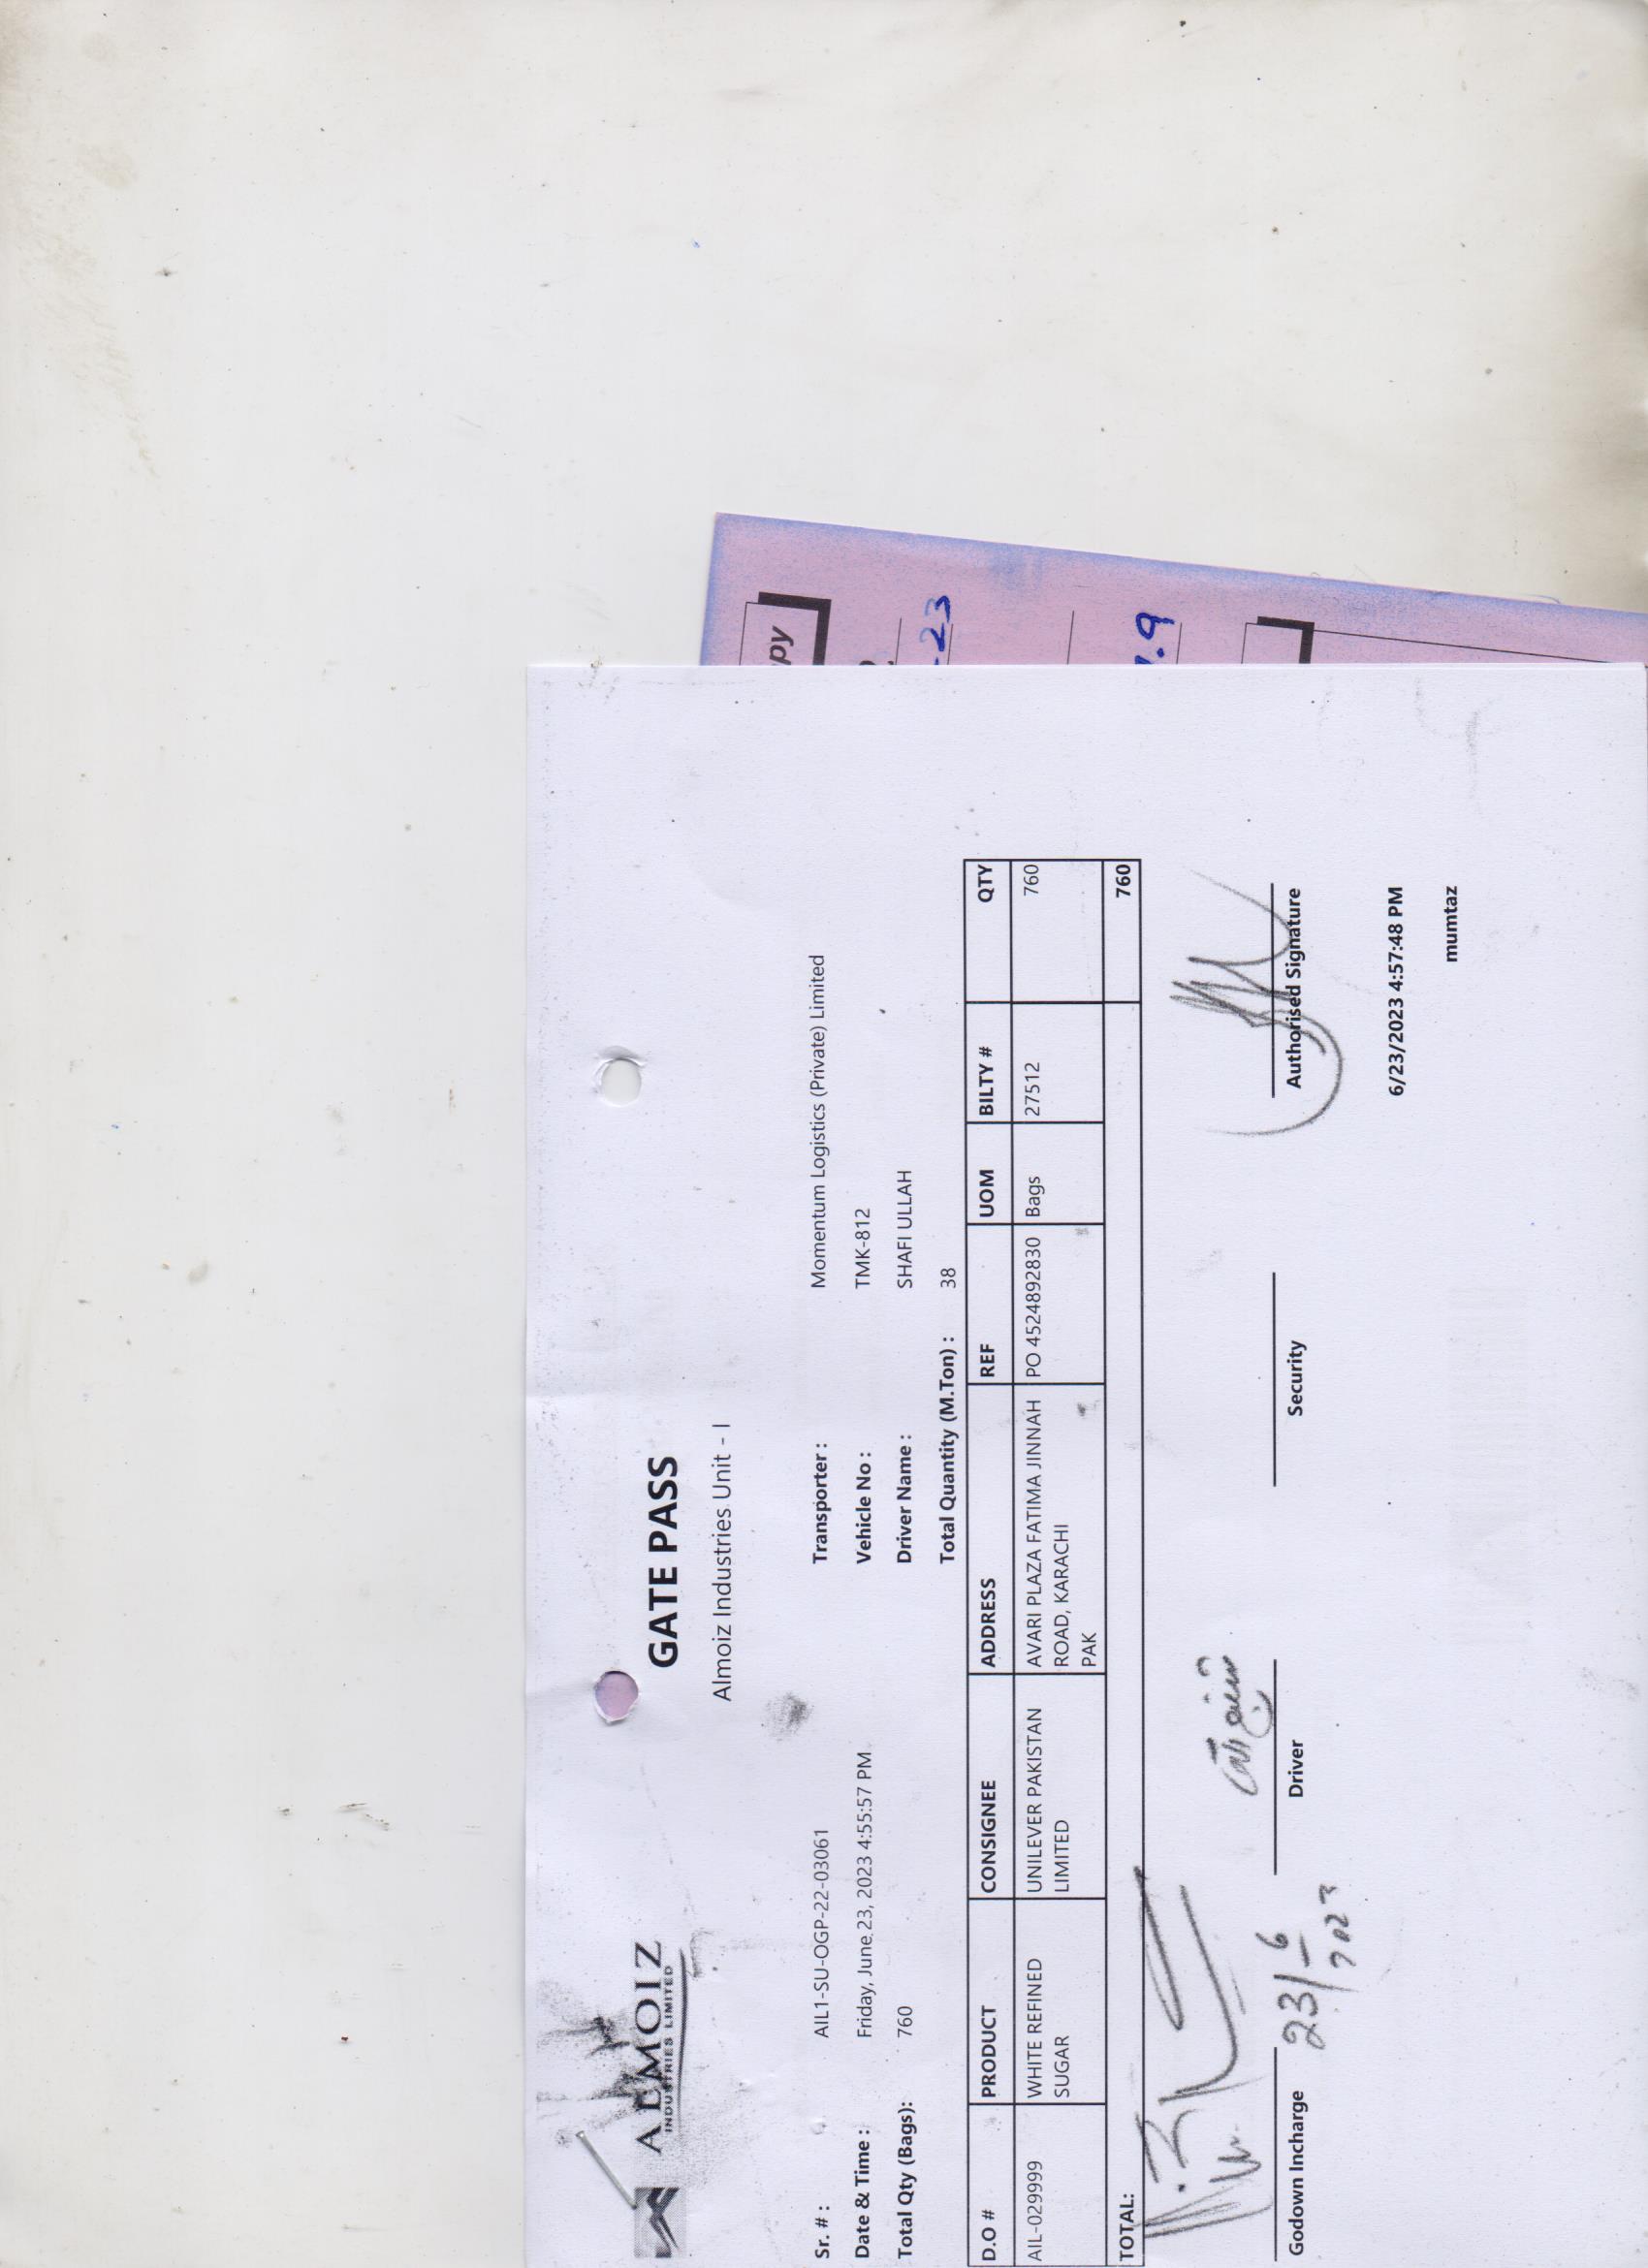 ALMOIZ
INDUSTRIES LIMITED
GATE PASS
Almoiz Industries Unit - I
Sr. # : AIL1-SU-OGP-22-03061 Transporter : Momentum Logistics (Private) Limited
Date & Time : Friday, June 23, 2023 4:55:57 PM Vehicle No : TMK-812
Total Qty (Bags): 760 Driver Name : SHAFI ULLAH
Total Quantity (M.Ton) : 38
D.O # PRODUCT CONSIGNEE ADDRESS REF UOM BILTY # QTY
AIL-029999 WHITE REFINED UNILEVER PAKISTAN AVARI PLAZA FATIMA JINNAH PO 4524892830 Bags 27512 760
SUGAR LIMITED ROAD, KARACHI
PAK
TOTAL: 760
Godown Incharge Driver Security Authorised Signature
23/6
2023
6/23/2023 4:57:48 PM
mumtaz
py
-23
.9